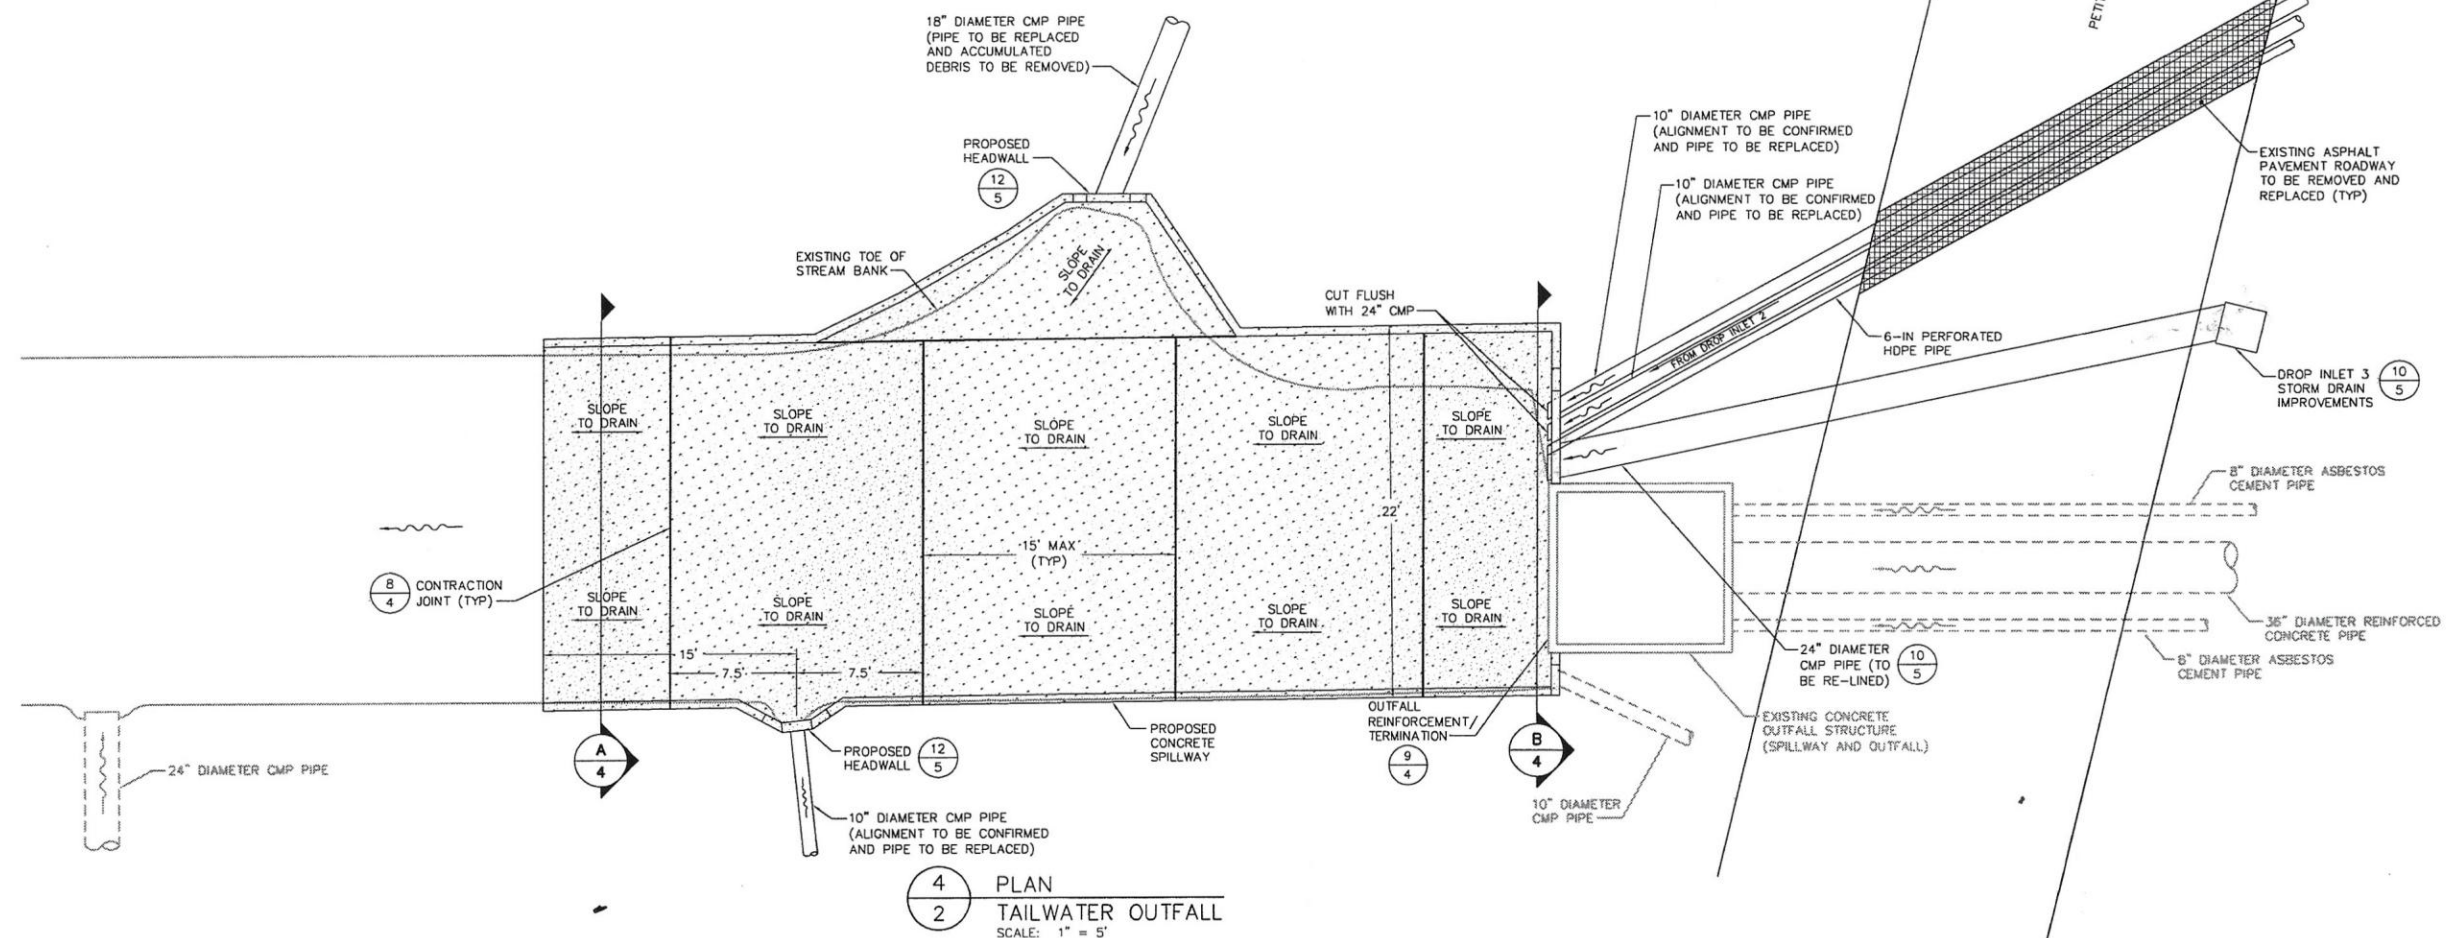 18" DIAMETER CMP PIPE
(PIPE TO BE REPLACED
AND ACCUMULATED
DEBRIS TO BE REMOVED)
PROPOSED
HEADWALL
12
5
EXISTING TOE OF
STREAM BANK
SLOPE
TO DRAIN
10" DIAMETER CMP PIPE
(ALIGNMENT TO BE CONFIRMED
AND PIPE TO BE REPLACED)
10" DIAMETER CMP PIPE
(ALIGNMENT TO BE CONFIRMED
AND PIPE TO BE REPLACED)
EXISTING ASPHALT
PAVEMENT ROADWAY
TO BE REMOVED AND
REPLACED (TYP)
CUT FLUSH
WITH 24" CMP
FROM DROP INLET 2
6-IN PERFORATED
HDPE PIPE
DROP INLET 3
STORM DRAIN
IMPROVEMENTS
10
5
SLOPE
TO DRAIN
SLOPE
TO DRAIN
SLOPE
TO DRAIN
SLOPE
TO DRAIN
SLOPE
TO DRAIN
8" DIAMETER ASBESTOS
CEMENT PIPE
22'
15' MAX
(TYP)
8
4
CONTRACTION
JOINT (TYP)
SLOPE
TO DRAIN
SLOPE
TO DRAIN
SLOPE
TO DRAIN
SLOPE
TO DRAIN
SLOPE
TO DRAIN
36" DIAMETER REINFORCED
CONCRETE PIPE
15'
7.5'
7.5'
24" DIAMETER
CMP PIPE (TO
BE RE-LINED)
10
5
8" DIAMETER ASBESTOS
CEMENT PIPE
OUTFALL
REINFORCEMENT/
TERMINATION
9
4
EXISTING CONCRETE
OUTFALL STRUCTURE
(SPILLWAY AND OUTFALL)
PROPOSED
CONCRETE
SPILLWAY
A
4
B
4
PROPOSED
HEADWALL
12
5
24" DIAMETER CMP PIPE
10" DIAMETER
CMP PIPE
10" DIAMETER CMP PIPE
(ALIGNMENT TO BE CONFIRMED
AND PIPE TO BE REPLACED)
4
2
PLAN
TAILWATER OUTFALL
SCALE: 1" = 5'